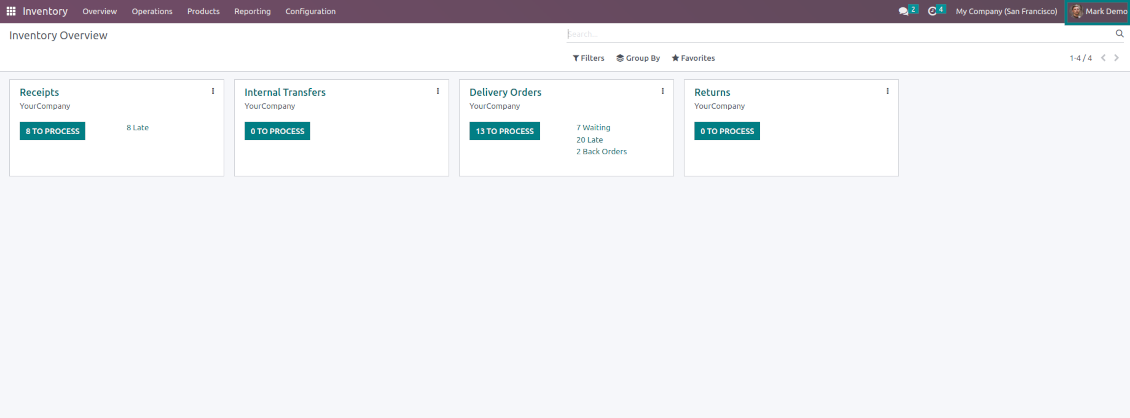 Inventory Overview Operations Products Reporting Configuration 2 4 My Company (San Francisco) Mark Demo
Inventory Overview Search...
Filters Group By Favorites 1-4 / 4
Receipts
YourCompany
8 TO PROCESS 8 Late
Internal Transfers
YourCompany
0 TO PROCESS
Delivery Orders
YourCompany
13 TO PROCESS 7 Waiting
20 Late
2 Back Orders
Returns
YourCompany
0 TO PROCESS